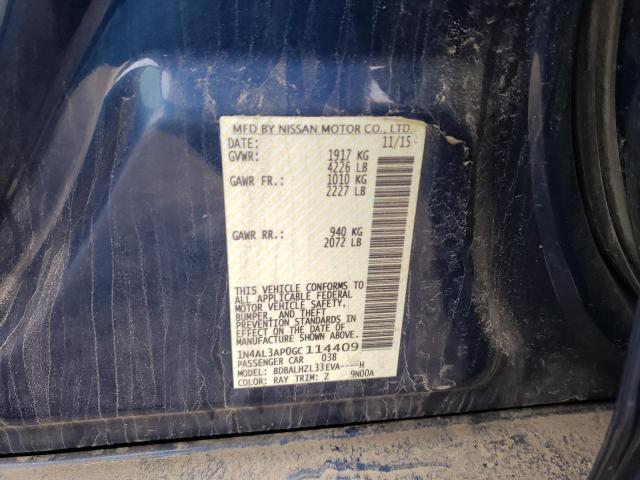 MFD BY NISSAN MOTOR CO., LTD.
DATE: 11/15
GVWR: 1917 KG
4226 LB
GAWR FR.: 1010 KG
2227 LB
GAWR RR.: 940 KG
2072 LB
THIS VEHICLE CONFORMS TO
ALL APPLICABLE FEDERAL
MOTOR VEHICLE SAFETY,
BUMPER, AND THEFT
PREVENTION STANDARDS IN
EFFECT ON THE DATE OF
MANUFACTURE SHOWN ABOVE.
1N4AL3AP0GC114409
PASSENGER CAR 038
MODEL: BDBALHZL33EVA----H
COLOR: RAY TRIM: Z 9N00A